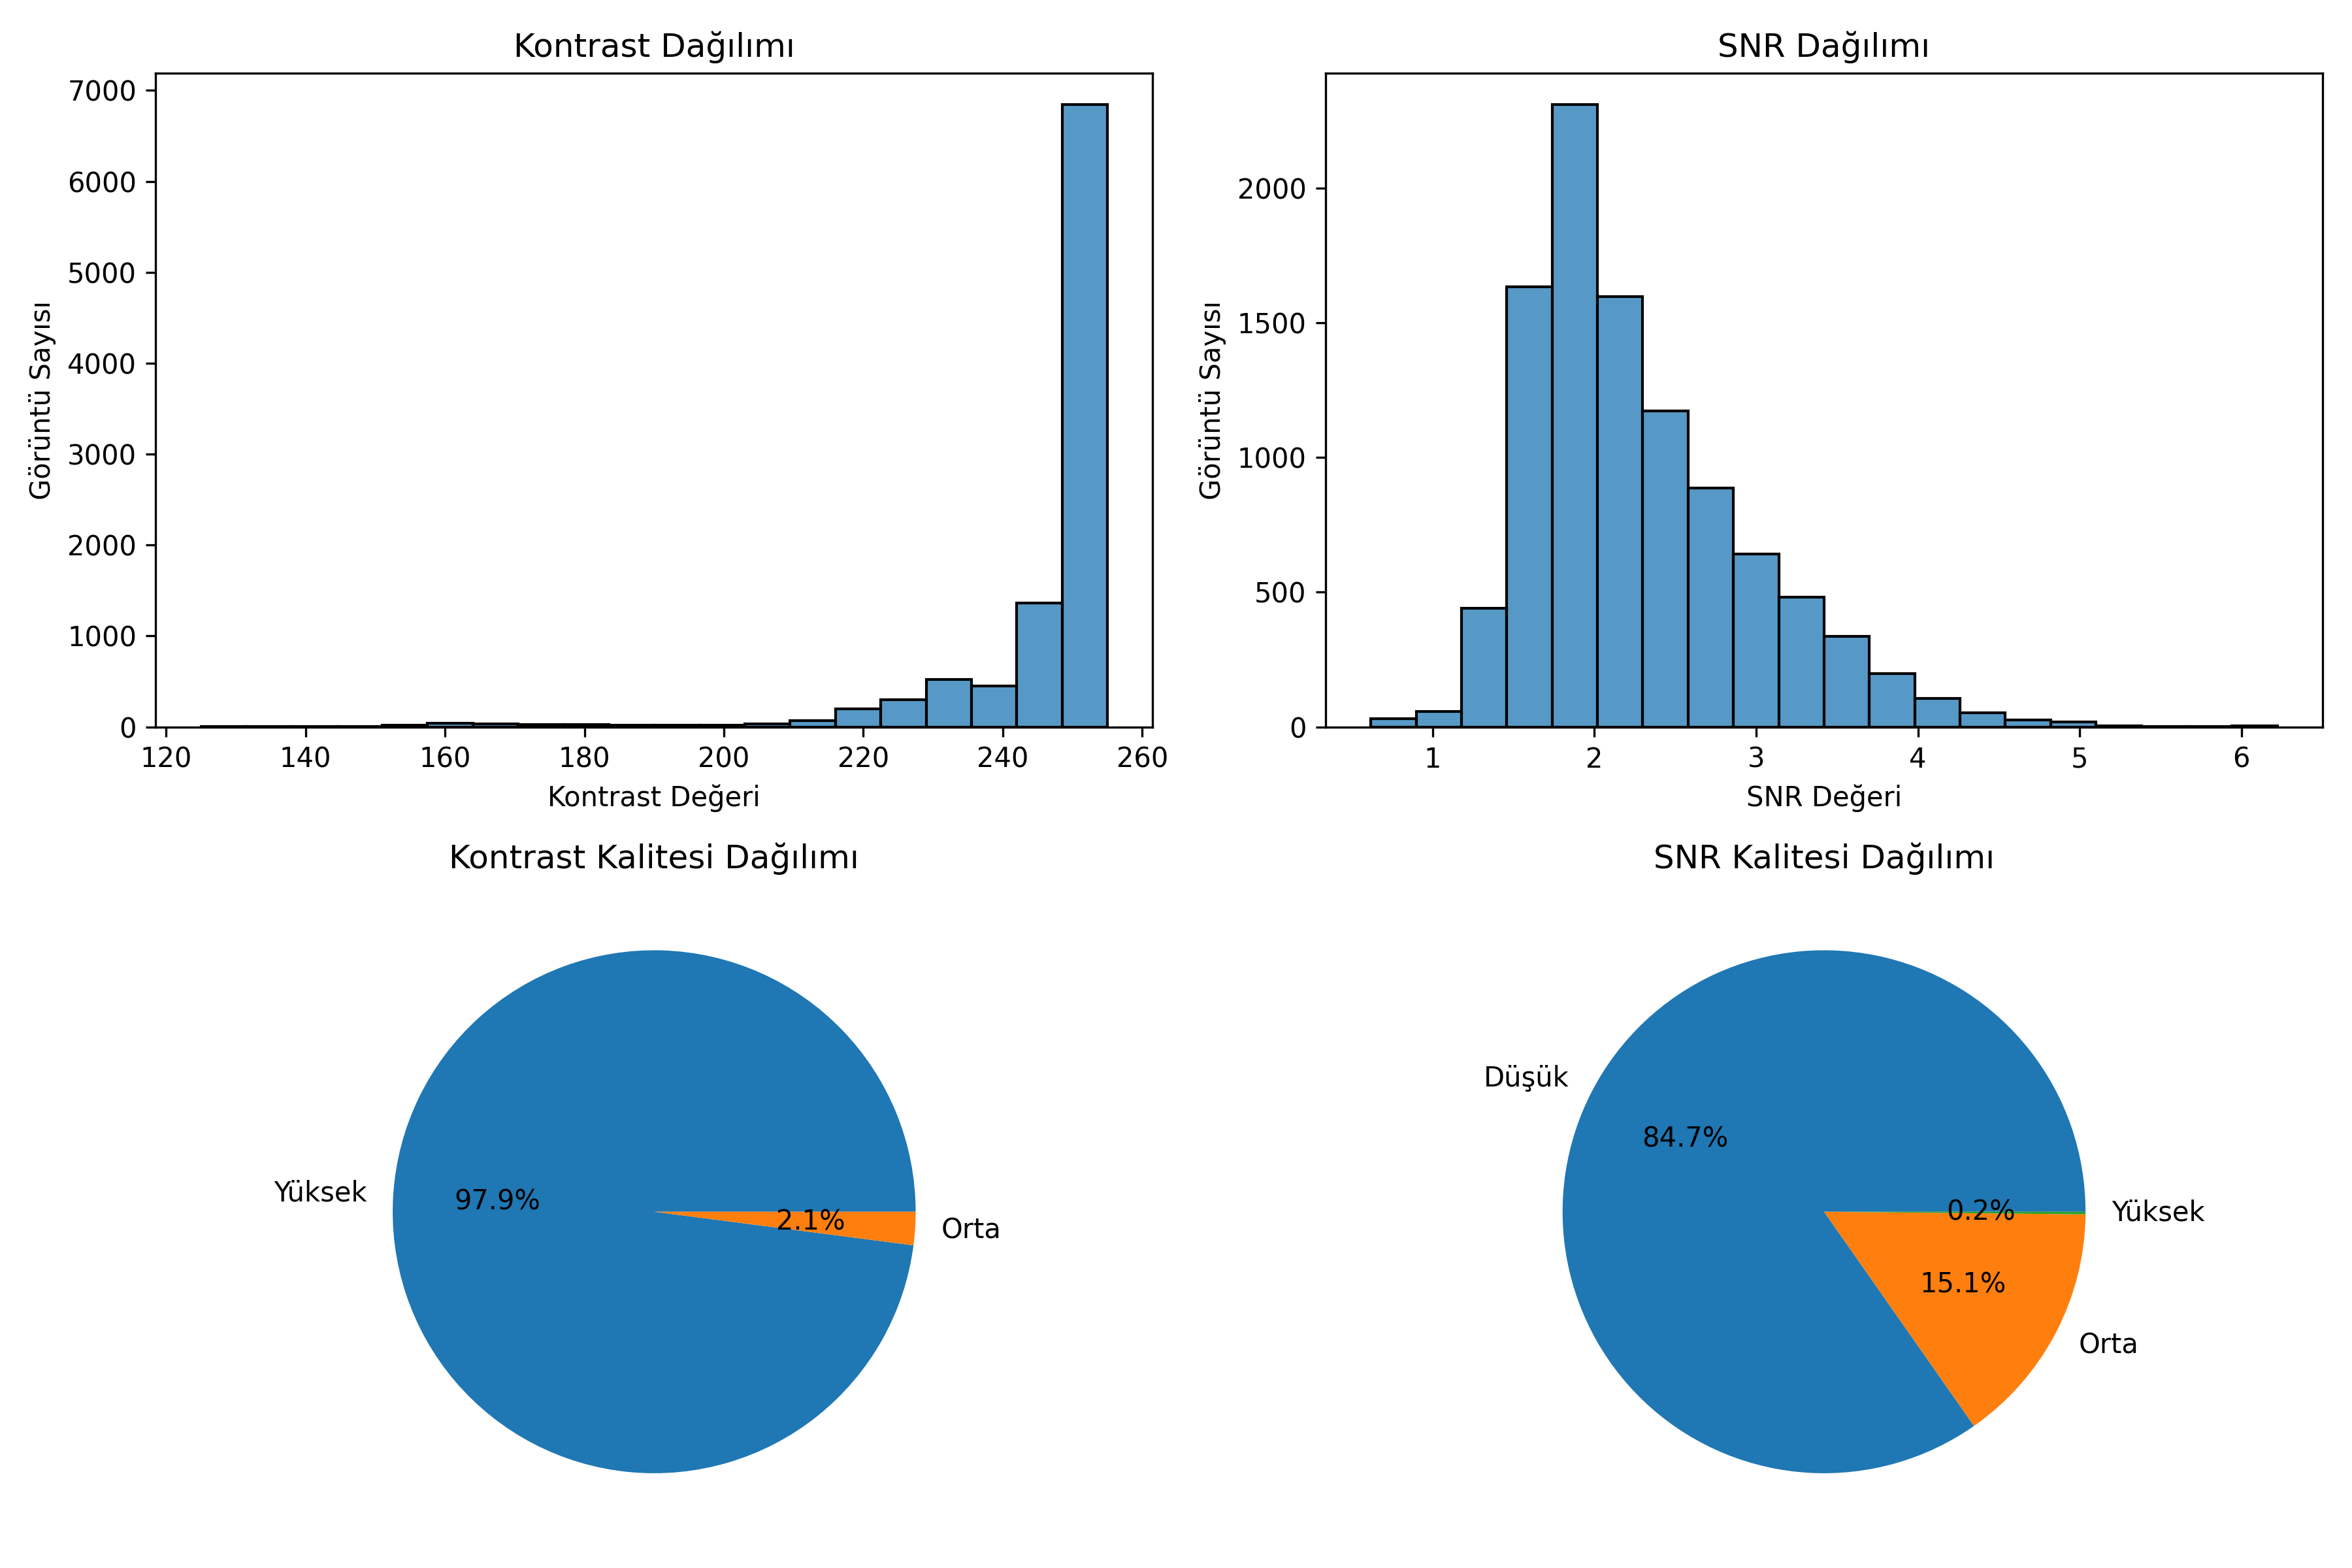 Kontrast Dağılımı
7000
6000
5000
4000
3000
2000
1000
0
Görüntü Sayısı
120 140 160 180 200 220 240 260
Kontrast Değeri
SNR Dağılımı
2000
1500
1000
500
0
Görüntü Sayısı
1 2 3 4 5 6
SNR Değeri
Kontrast Kalitesi Dağılımı
Yüksek
97.9%
2.1%
Orta
SNR Kalitesi Dağılımı
Düşük
84.7%
0.2%
Yüksek
15.1%
Orta